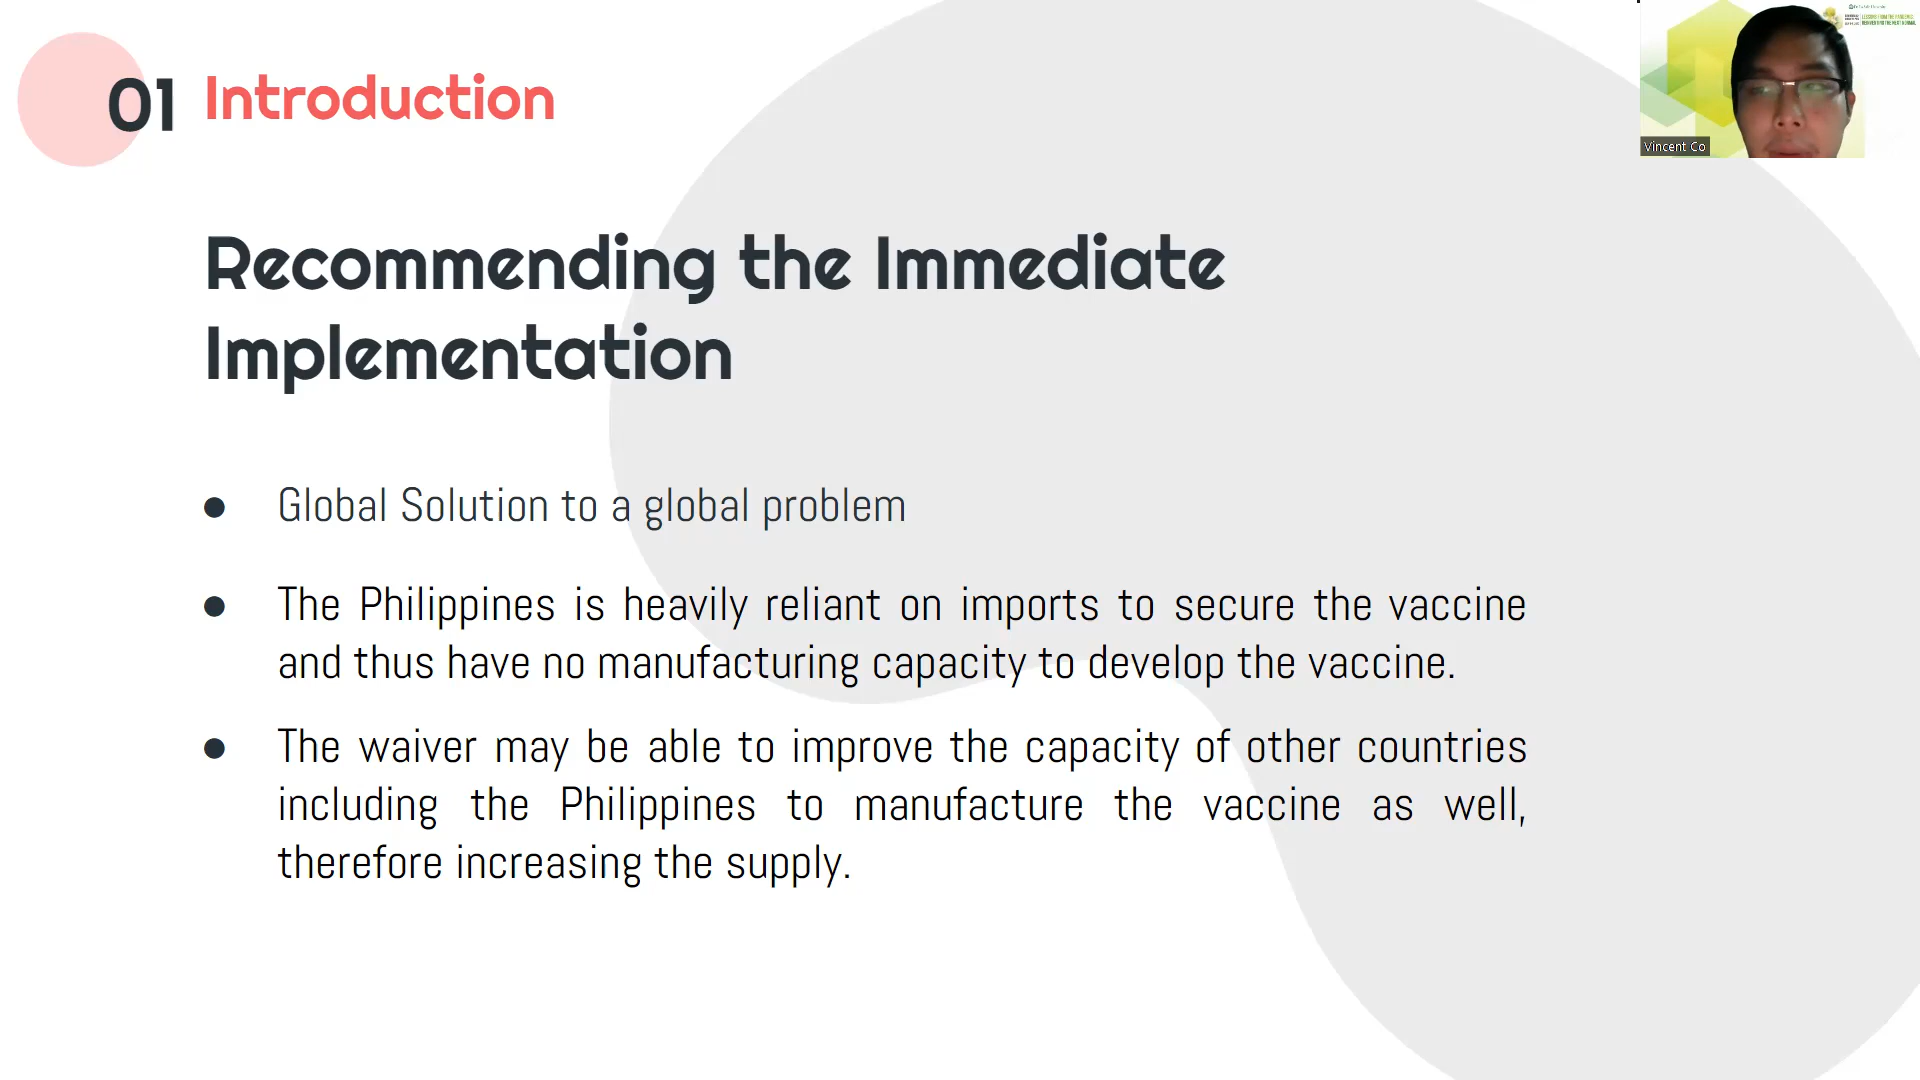 01 Introduction
Vincent Co
Recommending the Immediate
Implementation
● Global Solution to a global problem
● The Philippines is heavily reliant on imports to secure the vaccine
and thus have no manufacturing capacity to develop the vaccine.
● The waiver may be able to improve the capacity of other countries
including the Philippines to manufacture the vaccine as well,
therefore increasing the supply.